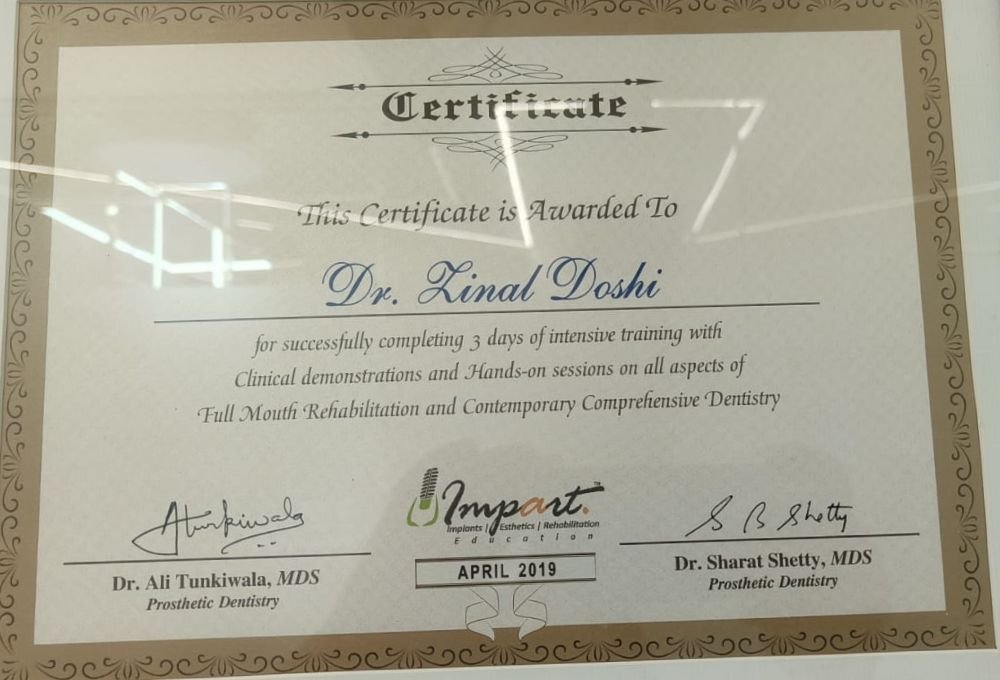 Certificate
This Certificate is Awarded To
Dr. Zinal Doshi
for successfully completing 3 days of intensive training with
Clinical demonstrations and Hands-on sessions on all aspects of
Full Mouth Rehabilitation and Contemporary Comprehensive Dentistry
Atunkiwala
Impart.™
Implants | Esthetics | Rehabilitation
Education
S B Shetty
APRIL 2019
Dr. Ali Tunkiwala, MDS
Prosthetic Dentistry
Dr. Sharat Shetty, MDS
Prosthetic Dentistry